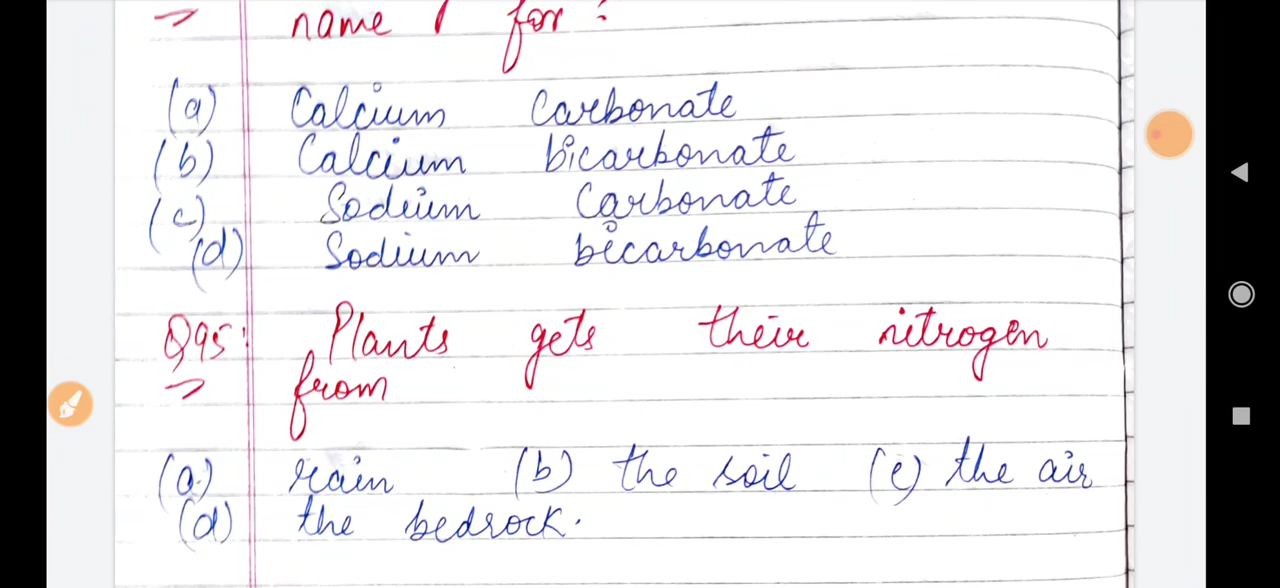 name for :
(a) Calcium Carbonate
(b) Calcium bicarbonate
(c) Sodium Carbonate
(d) Sodium bicarbonate
Q95: Plants gets their nitrogen
from
(a) rain (b) the soil (c) the air
(d) the bedrock.